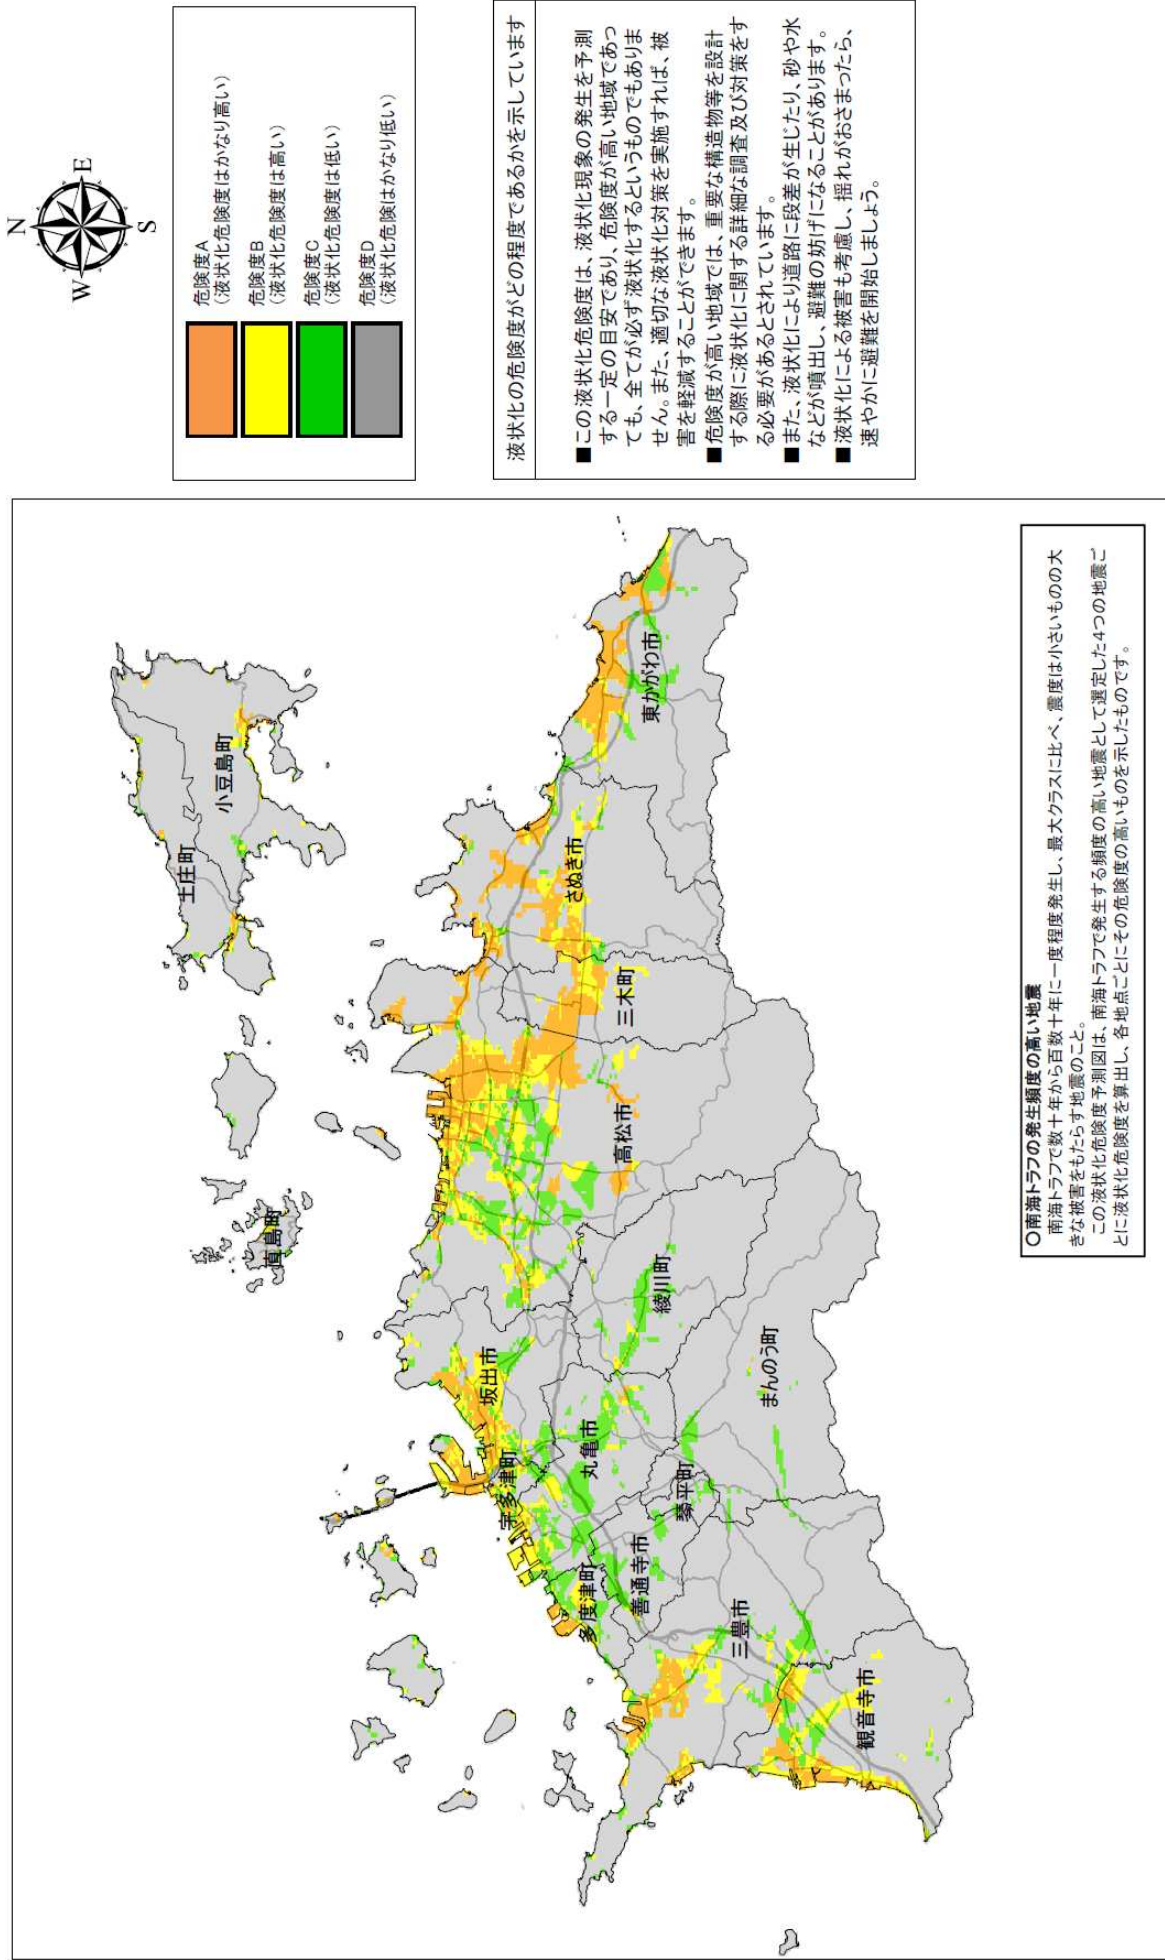 N
W
E
S
危険度A
(液状化危険度はかなり高い)
危険度B
(液状化危険度は高い)
危険度C
(液状化危険度は低い)
危険度D
(液状化危険はかなり低い)
液状化の危険度がどの程度であるかを示しています
■この液状化危険度は、液状化現象の発生を予測
する一定の目安であり、危険度が高い地域であっ
ても、全てが必ず液状化するというものでもありま
せん。また、適切な液状化対策を実施すれば、被
害を軽減することができます。
■危険度が高い地域では、重要な構造物等を設計
する際に液状化に関する詳細な調査及び対策をす
る必要があるとされています。
■また、液状化により道路に段差が生じたり、砂や水
などが噴出し、避難の妨げになることがあります。
■液状化による被害も考慮し、揺れがおさまったら、
速やかに避難を開始しましょう。
土庄町
小豆島町
直島町
東かがわ市
さぬき市
三木町
高松市
綾川町
坂出市
宇多津町
丸亀市
まんのう町
琴平町
善通寺市
多度津町
三豊市
観音寺市
○南海トラフの発生頻度の高い地震
南海トラフで数十年から百数十年に一度程度発生し、最大クラスに比べ、震度は小さいものの大
きな被害をもたらす地震のこと。
この液状化危険度予測図は、南海トラフで発生する頻度の高い地震として選定した4つの地震ご
とに液状化危険度を算出し、各地点ごとにその危険度の高いものを示したものです。